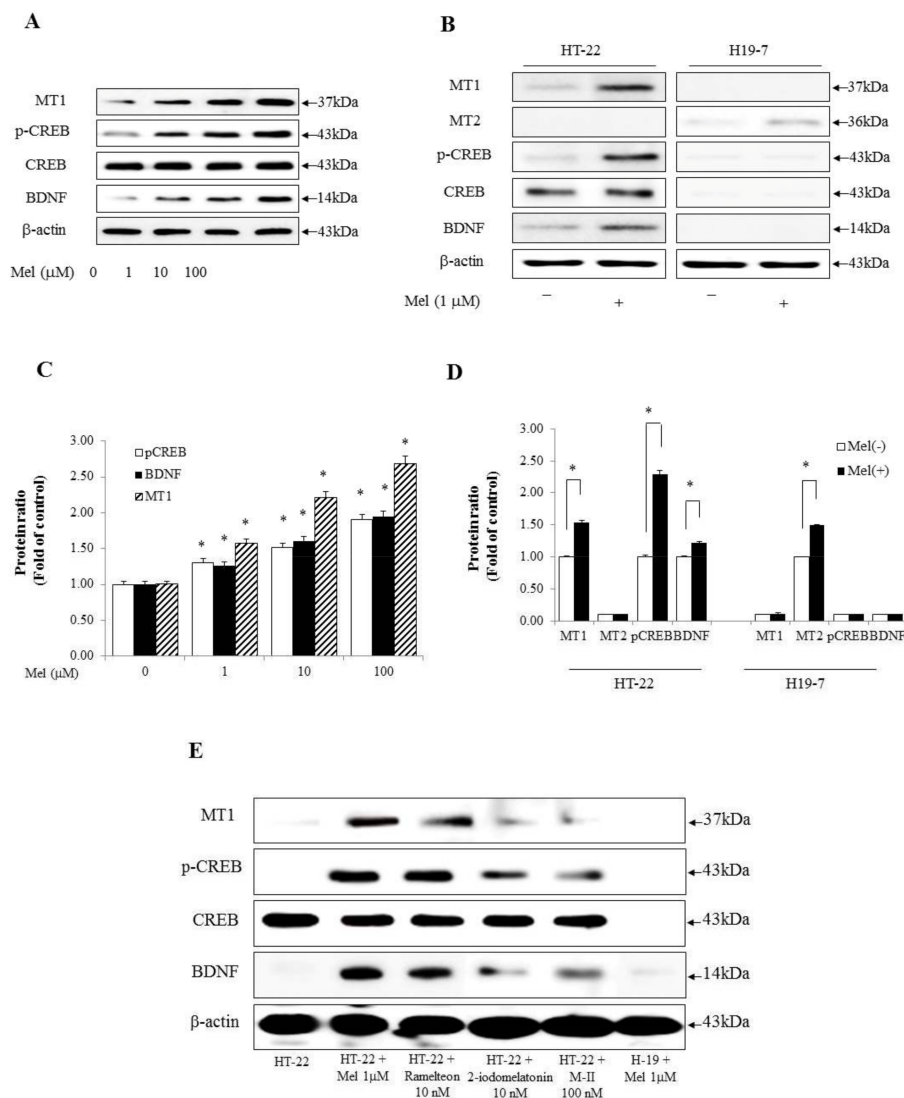 A
MT1 ←37kDa
p-CREB ←43kDa
CREB ←43kDa
BDNF ←14kDa
β-actin ←43kDa
Mel (μM) 0 1 10 100
B
HT-22 H19-7
MT1 ←37kDa
MT2 ←36kDa
p-CREB ←43kDa
CREB ←43kDa
BDNF ←14kDa
β-actin ←43kDa
Mel (1 μM) − + − +
C
Proteinratio
(Fold of control)
3.00
2.50
2.00
1.50
1.00
0.50
0.00
pCREB
BDNF
MT1
* * *
* * *
* * *
Mel (μM) 0 1 10 100
D
Proteinratio
(Fold of control)
3.00
2.50
2.00
1.50
1.00
0.50
0.00
Mel(-)
Mel(+)
* * * *
MT1 MT2 pCREBBDNF MT1 MT2 pCREBBDNF
HT-22 H19-7
E
MT1 ←37kDa
p-CREB ←43kDa
CREB ←43kDa
BDNF ←14kDa
β-actin ←43kDa
HT-22
HT-22 +
Mel 1μM
HT-22 +
Ramelteon
10 nM
HT-22 +
2-iodomelatonin
10 nM
HT-22 +
M-II
100 nM
H-19 +
Mel 1μM